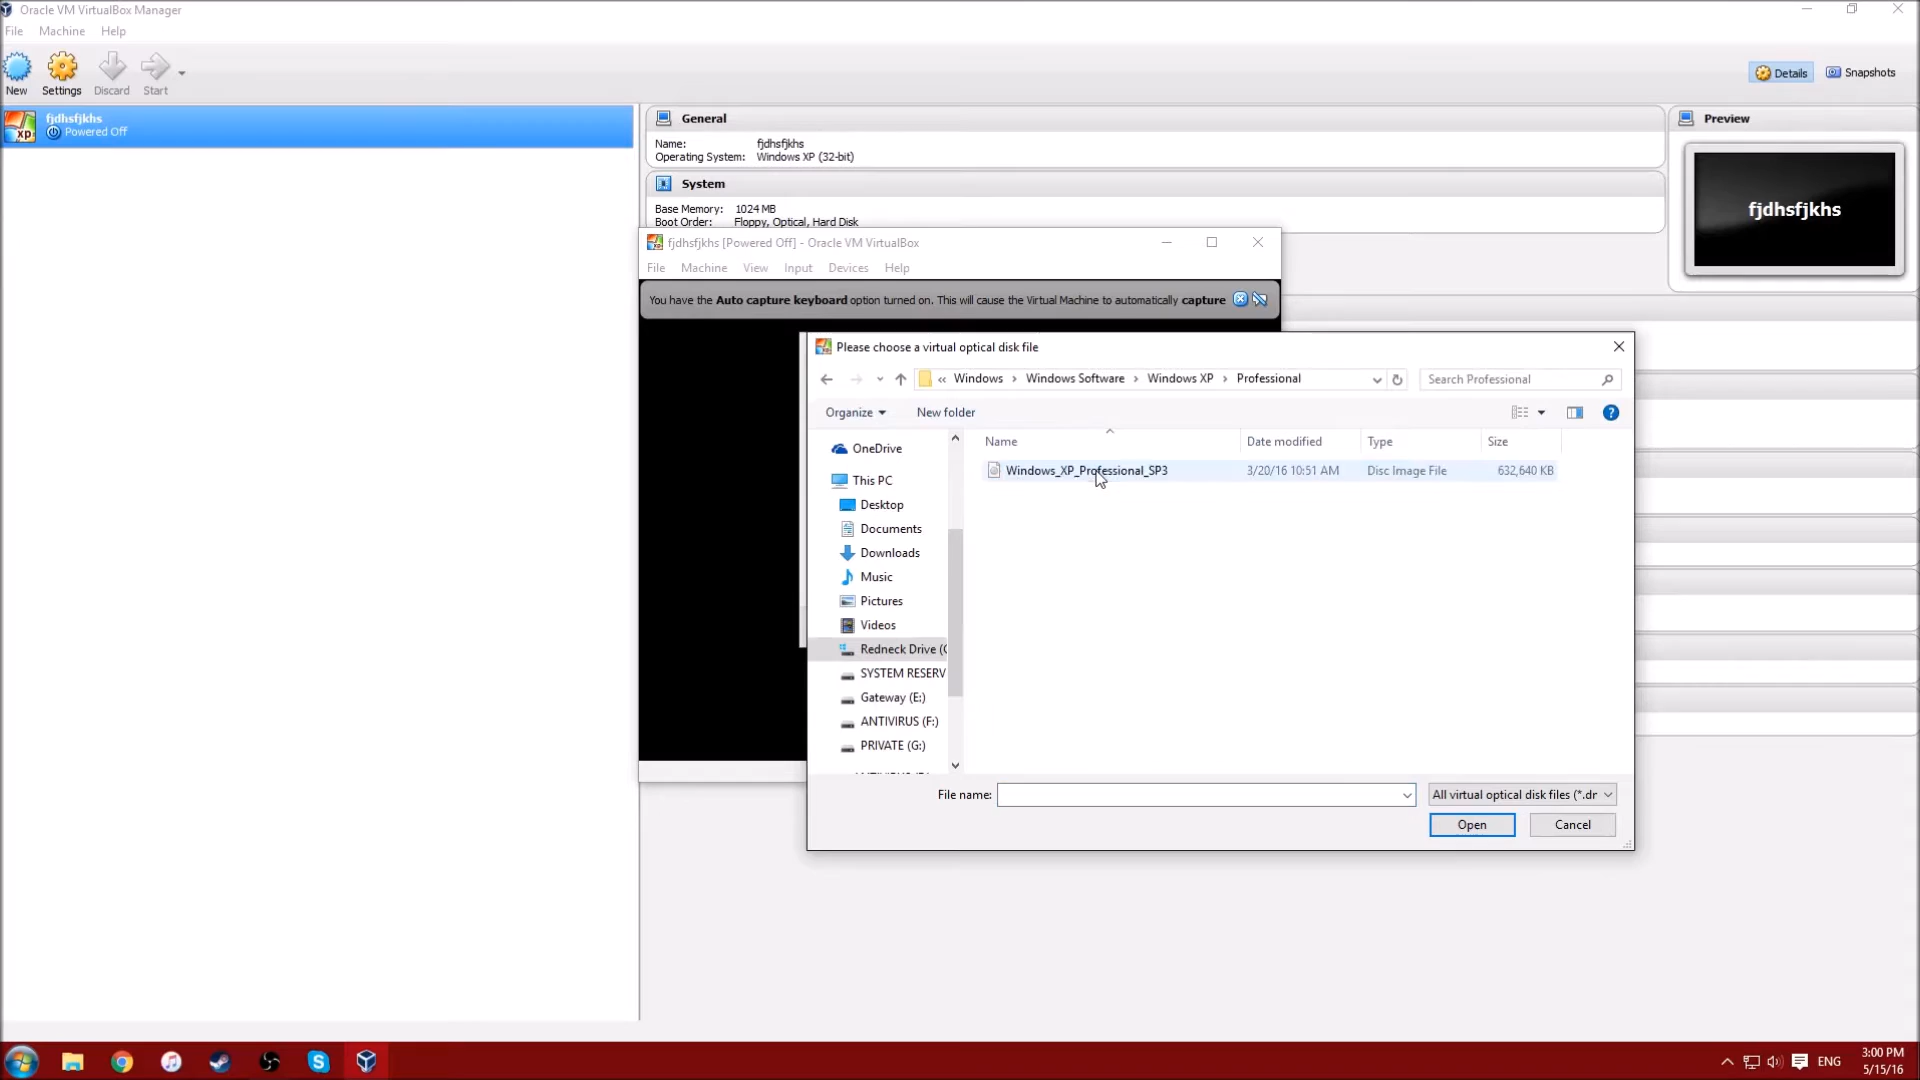 Oracle VM VirtualBox Manager
File Machine Help
New Settings Discard Start
Details Snapshots
fjdhsfjkhs
Powered Off
General
Name: fjdhsfjkhs
Operating System: Windows XP (32-bit)
System
Base Memory: 1024 MB
Boot Order: Floppy, Optical, Hard Disk
Preview
fjdhsfjkhs
fjdhsfjkhs [Powered Off] - Oracle VM VirtualBox
File Machine View Input Devices Help
You have the Auto capture keyboard option turned on. This will cause the Virtual Machine to automatically capture
Please choose a virtual optical disk file
« Windows › Windows Software › Windows XP › Professional
Search Professional
Organize New folder
Name Date modified Type Size
Windows_XP_Professional_SP3 3/20/16 10:51 AM Disc Image File 632,640 KB
OneDrive
This PC
Desktop
Documents
Downloads
Music
Pictures
Videos
Redneck Drive (C
SYSTEM RESERV
Gateway (E:)
ANTIVIRUS (F:)
PRIVATE (G:)
File name:
All virtual optical disk files (*.dr
Open Cancel
ENG
3:00 PM
5/15/16